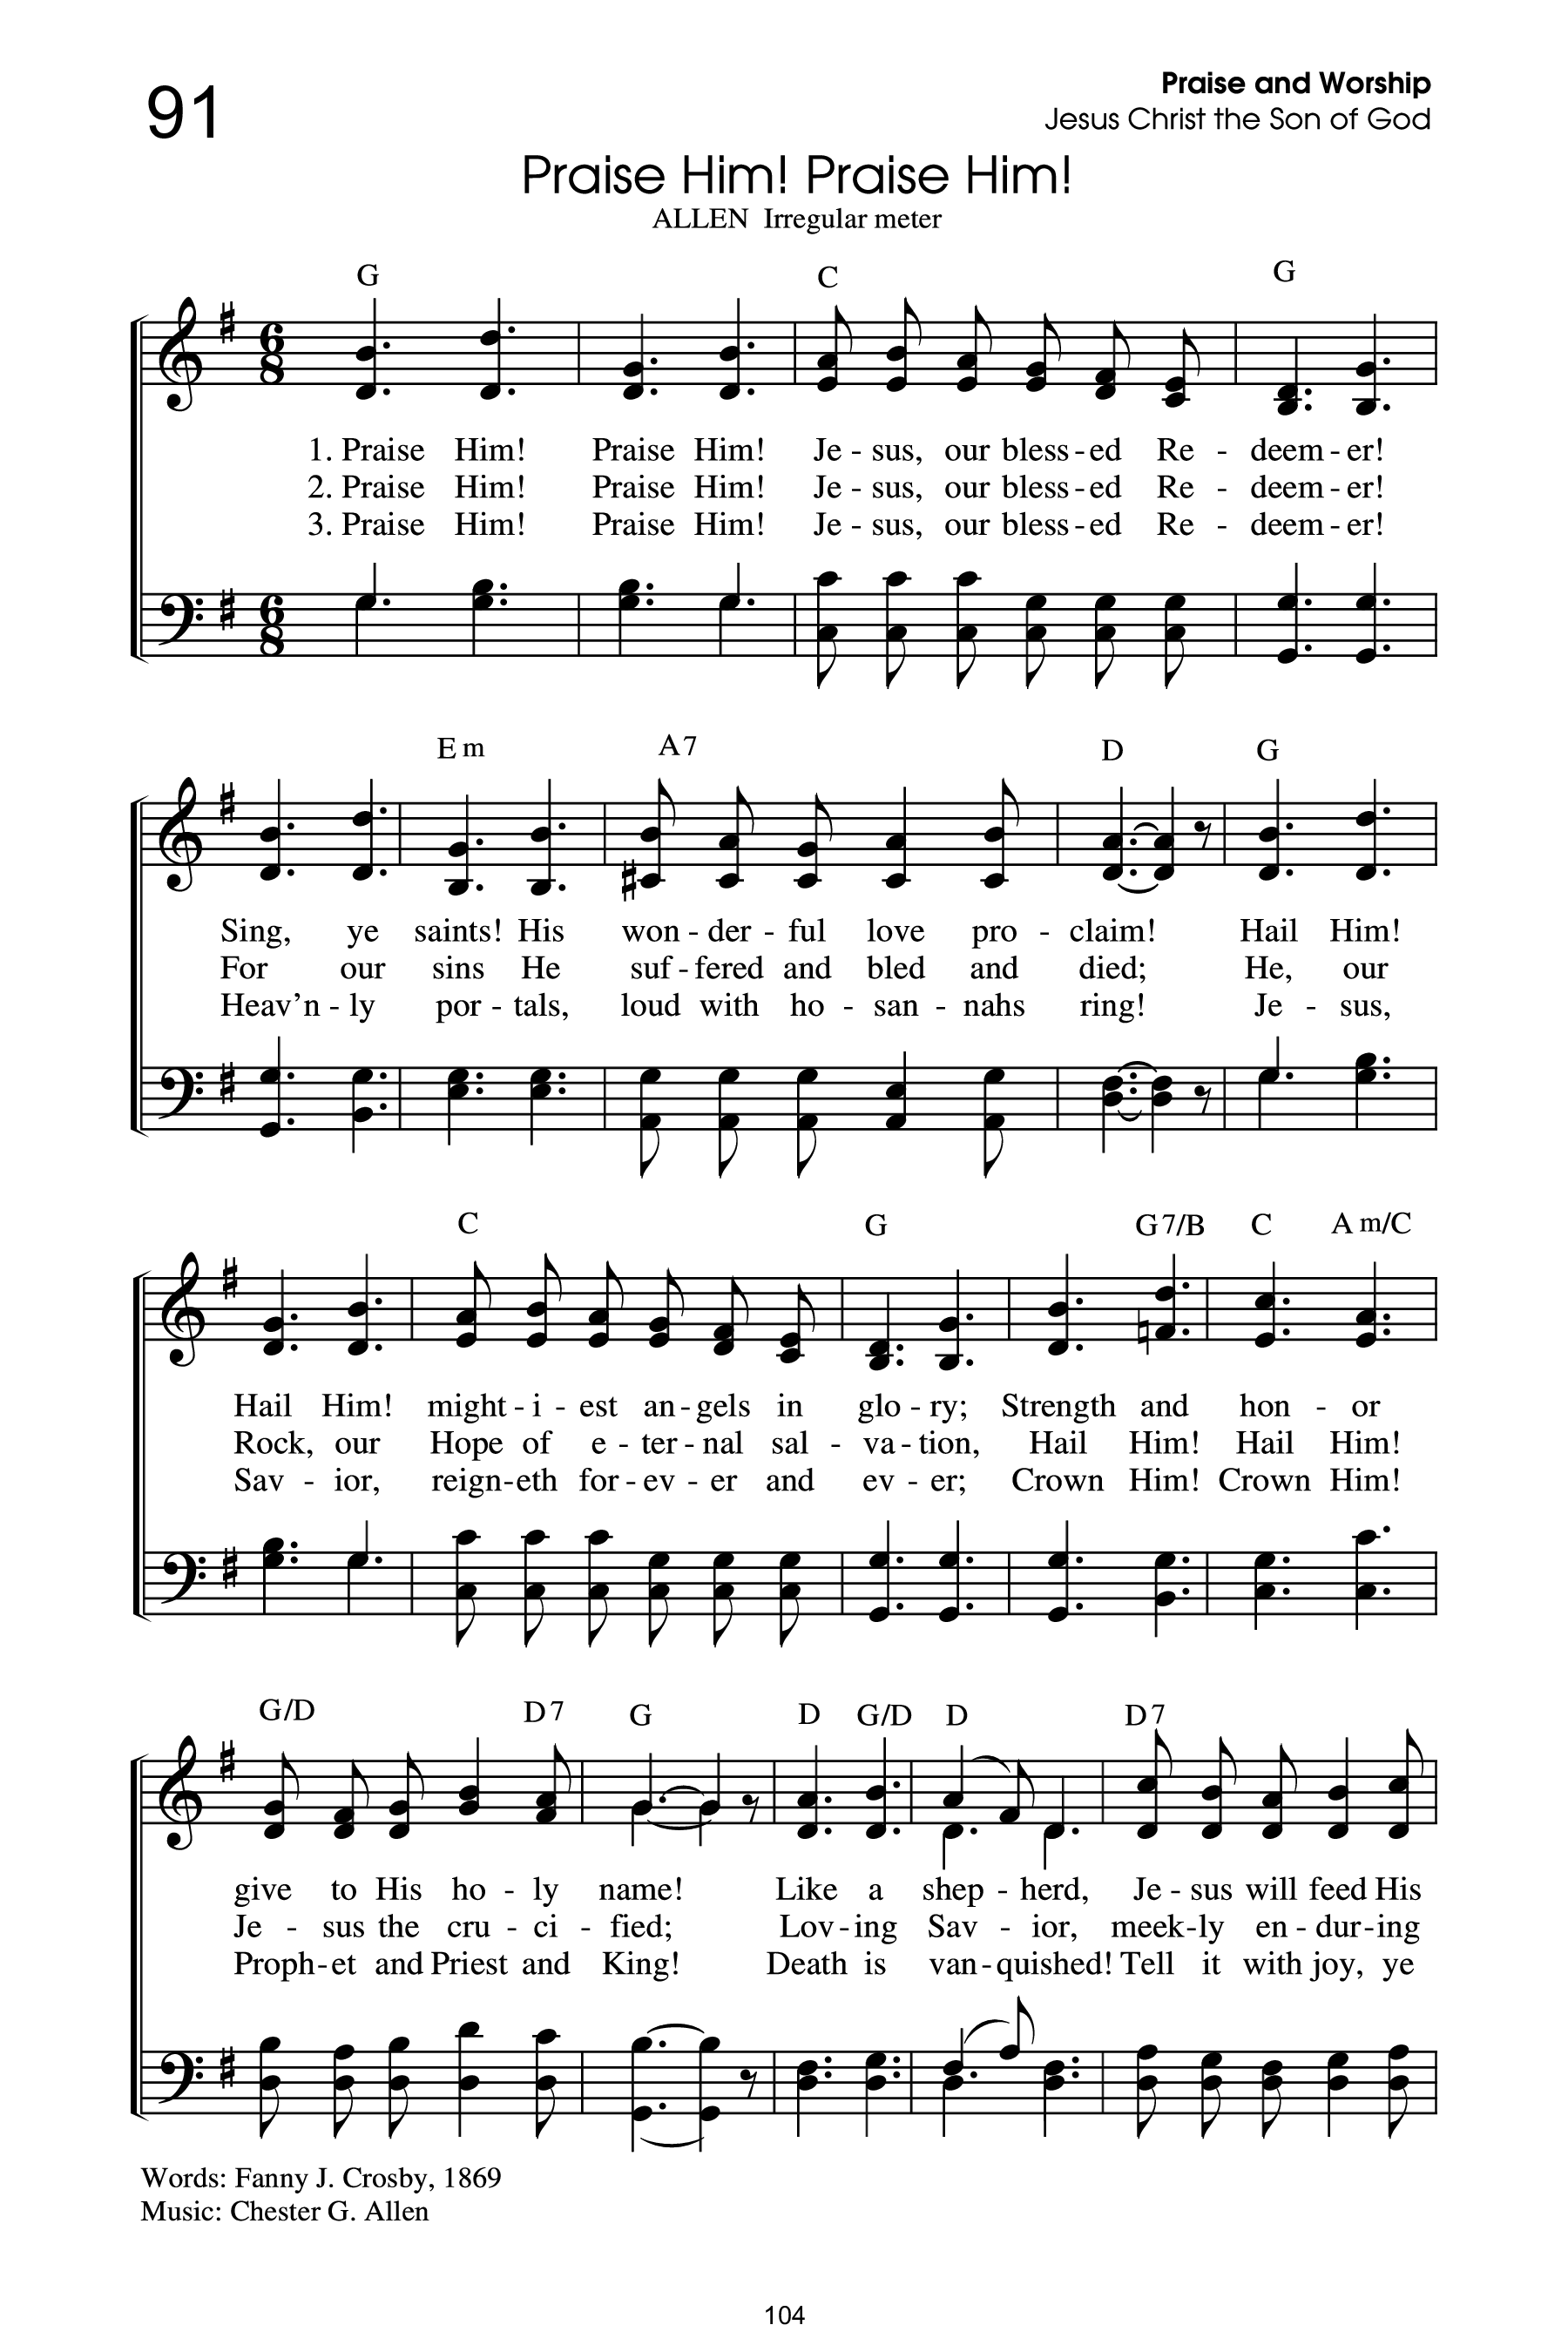 91
Praise and Worship
Jesus Christ the Son of God
Praise Him! Praise Him!
ALLEN Irregular meter
G C G
6 8
1. Praise Him! Praise Him! Je - sus, our bless - ed Re - deem - er!
2. Praise Him! Praise Him! Je - sus, our bless - ed Re - deem - er!
3. Praise Him! Praise Him! Je - sus, our bless - ed Re - deem - er!
6 8
Em A7 D G
Sing, ye saints! His won - der - ful love pro - claim! Hail Him!
For our sins He suf - fered and bled and died; He, our
Heav'n - ly por - tals, loud with ho - san - nahs ring! Je - sus,
C G G7/B C Am/C
Hail Him! might - i - est an - gels in glo - ry; Strength and hon - or
Rock, our Hope of e - ter - nal sal - va - tion, Hail Him! Hail Him!
Sav - ior, reign - eth for - ev - er and ev - er; Crown Him! Crown Him!
G/D D7 G D G/D D D7
give to His ho - ly name! Like a shep - herd, Je - sus will feed His
Je - sus the cru - ci - fied; Lov - ing Sav - ior, meek - ly en - dur - ing
Proph - et and Priest and King! Death is van - quished! Tell it with joy, ye
Words: Fanny J. Crosby, 1869
Music: Chester G. Allen
104